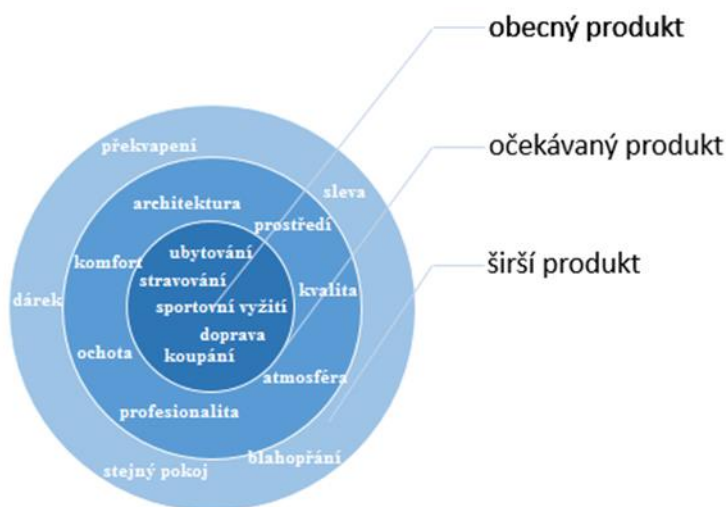 obecný produkt
očekávaný produkt
širší produkt
překvapení
sleva
architektura
prostředí
ubytování
komfort
stravování
kvalita
dárek
sportovní vyžití
doprava
ochota
koupání
atmosféra
profesionalita
blahopřání
stejný pokoj